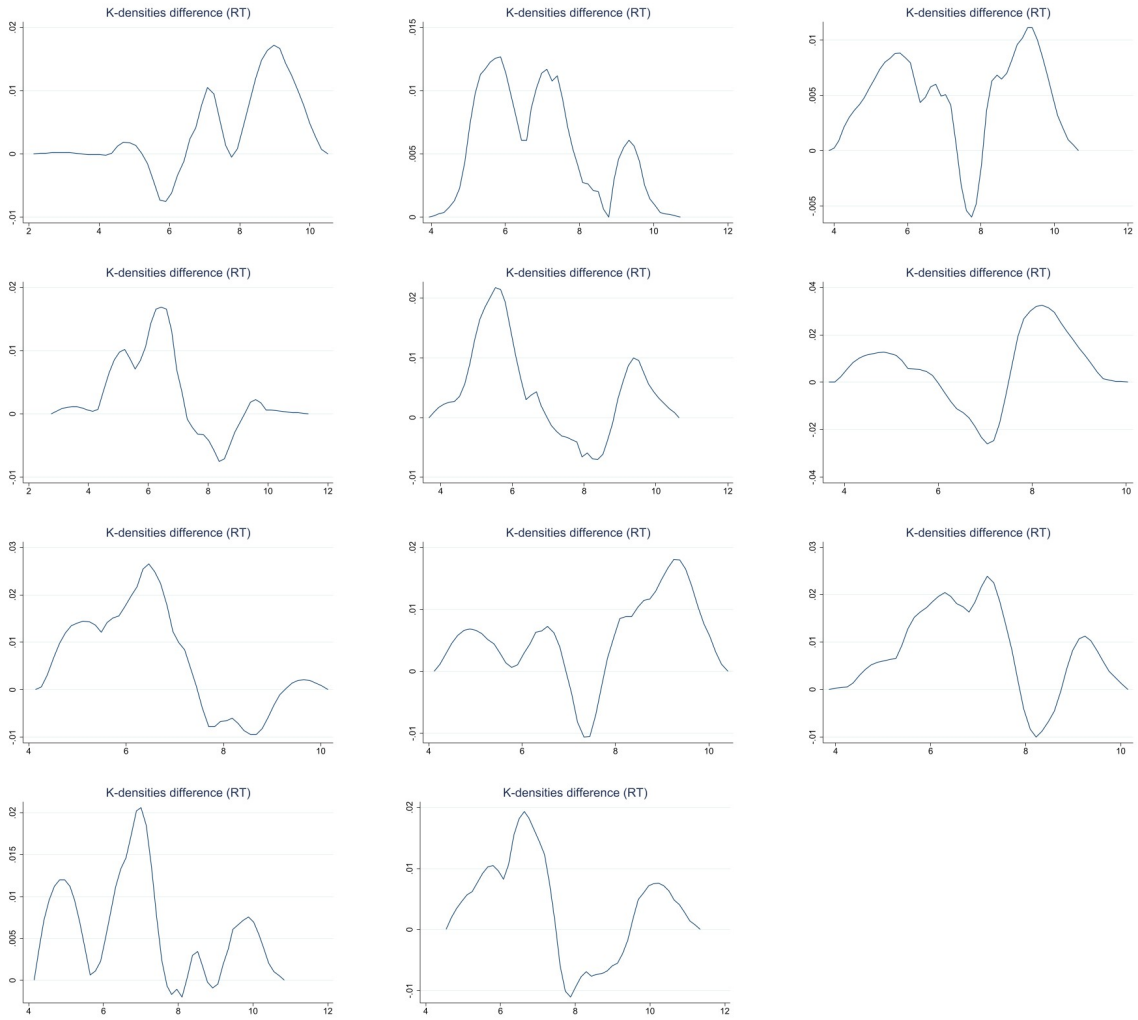 K-densities difference (RT)
.02
.01
0
-.01
2 4 6 8 10
K-densities difference (RT)
.015
.01
.005
0
4 6 8 10 12
K-densities difference (RT)
.01
.005
0
-.005
4 6 8 10 12
K-densities difference (RT)
.02
.01
0
-.01
2 4 6 8 10 12
K-densities difference (RT)
.02
.01
0
-.01
4 6 8 10 12
K-densities difference (RT)
.04
.02
0
-.02
-.04
4 6 8 10
K-densities difference (RT)
.03
.02
.01
0
-.01
4 6 8 10
K-densities difference (RT)
.02
.01
0
-.01
4 6 8 10
K-densities difference (RT)
.03
.02
.01
0
-.01
4 6 8 10
K-densities difference (RT)
.02
.015
.01
.005
0
4 6 8 10 12
K-densities difference (RT)
.02
.01
0
-.01
4 6 8 10 12